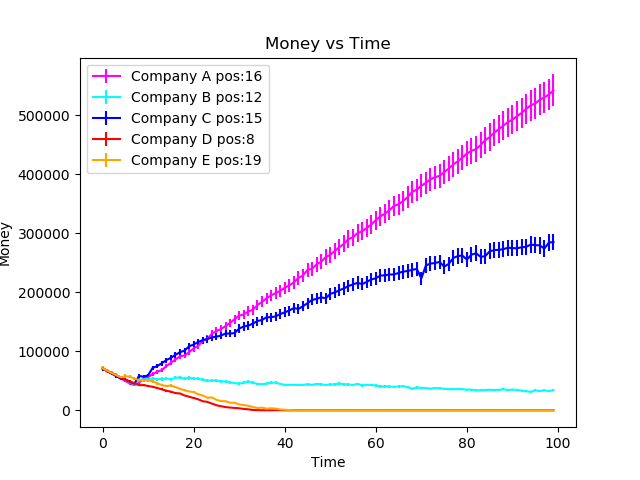 Money vs Time
Company A pos:16
Company B pos:12
Company C pos:15
Company D pos:8
Company E pos:19
500000
400000
300000
200000
100000
0
Money
0 20 40 60 80 100
Time